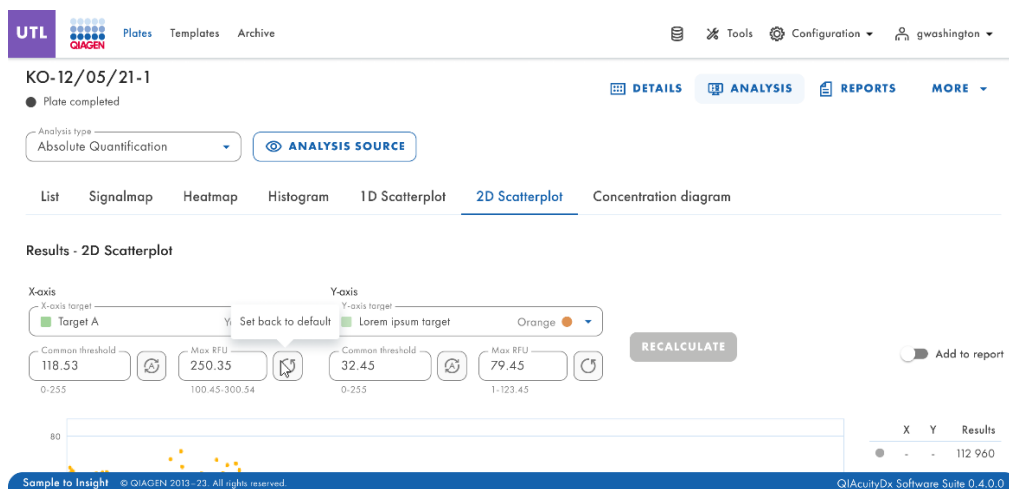 UTL QIAGEN Plates Templates Archive Tools Configuration gwashington
KO-12/05/21-1
Plate completed
DETAILS ANALYSIS REPORTS MORE
Analysis type
Absolute Quantification
ANALYSIS SOURCE
List Signalmap Heatmap Histogram 1D Scatterplot 2D Scatterplot Concentration diagram
Results - 2D Scatterplot
X-axis Y-axis
X-axis target Y-axis target
Target A Set back to default Lorem ipsum target Orange
Common threshold Max RFU Common threshold Max RFU
118.53 A 250.35 32.45 A 79.45
RECALCULATE
Add to report
0-255 100.45-300.54 0-255 1-123.45
X Y Results
80
- - 112 960
Sample to Insight © QIAGEN 2013–23. All rights reserved. QIAcuityDx Software Suite 0.4.0.0